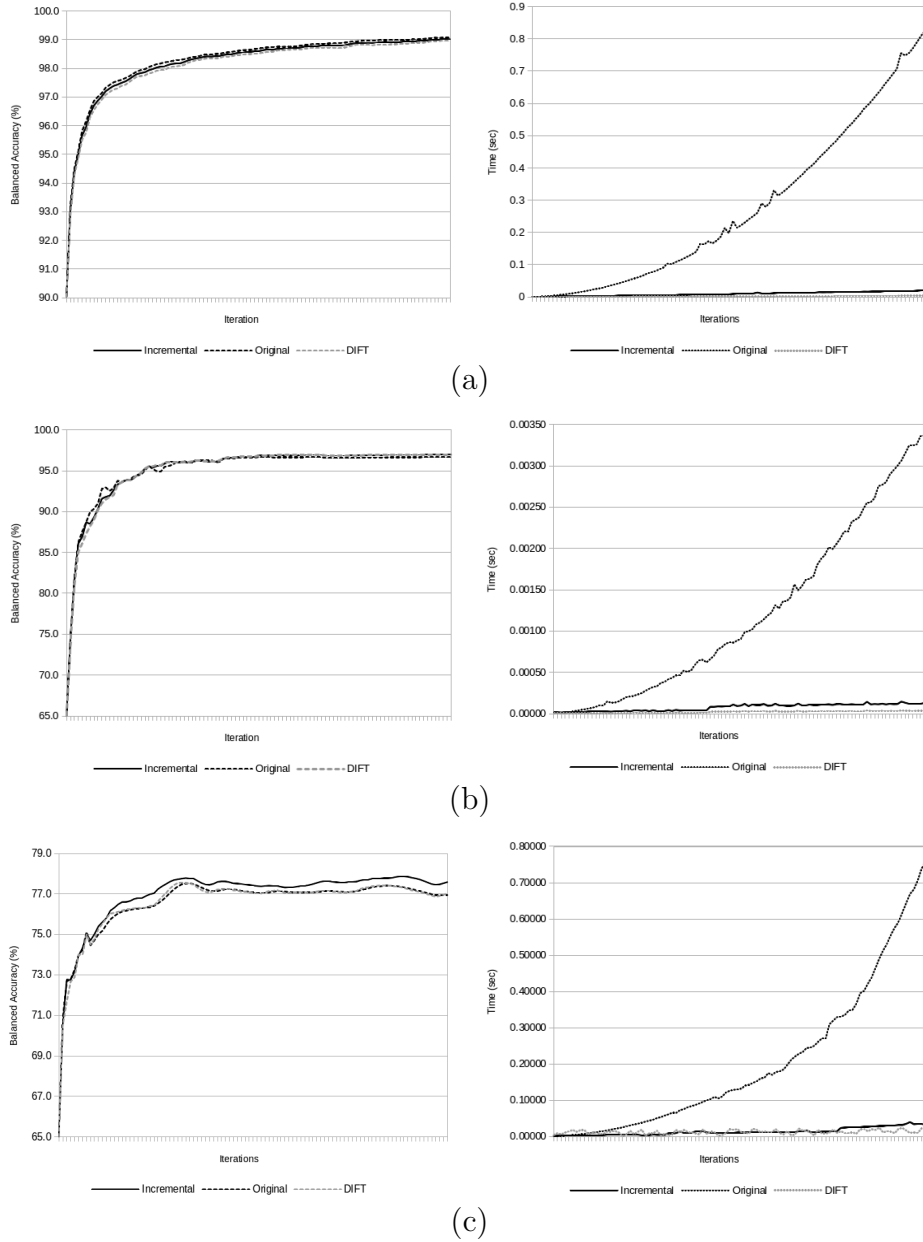 100.0
99.0
98.0
97.0
96.0
95.0
94.0
93.0
92.0
91.0
90.0
Balanced Accuracy (%)
Iteration
Incremental Original DIFT
0.9
0.8
0.7
0.6
0.5
0.4
0.3
0.2
0.1
0
Time (sec)
Iterations
Incremental Original DIFT
(a)
100.0
95.0
90.0
85.0
80.0
75.0
70.0
65.0
Balanced Accuracy (%)
Iteration
Incremental Original DIFT
0.00350
0.00300
0.00250
0.00200
0.00150
0.00100
0.00050
0.00000
Time (sec)
Iterations
Incremental Original DIFT
(b)
79.0
77.0
75.0
73.0
71.0
69.0
67.0
65.0
Balanced Accuracy (%)
Iterations
Incremental Original DIFT
0.80000
0.70000
0.60000
0.50000
0.40000
0.30000
0.20000
0.10000
0.00000
Time (sec)
Iterations
Incremental Original DIFT
(c)